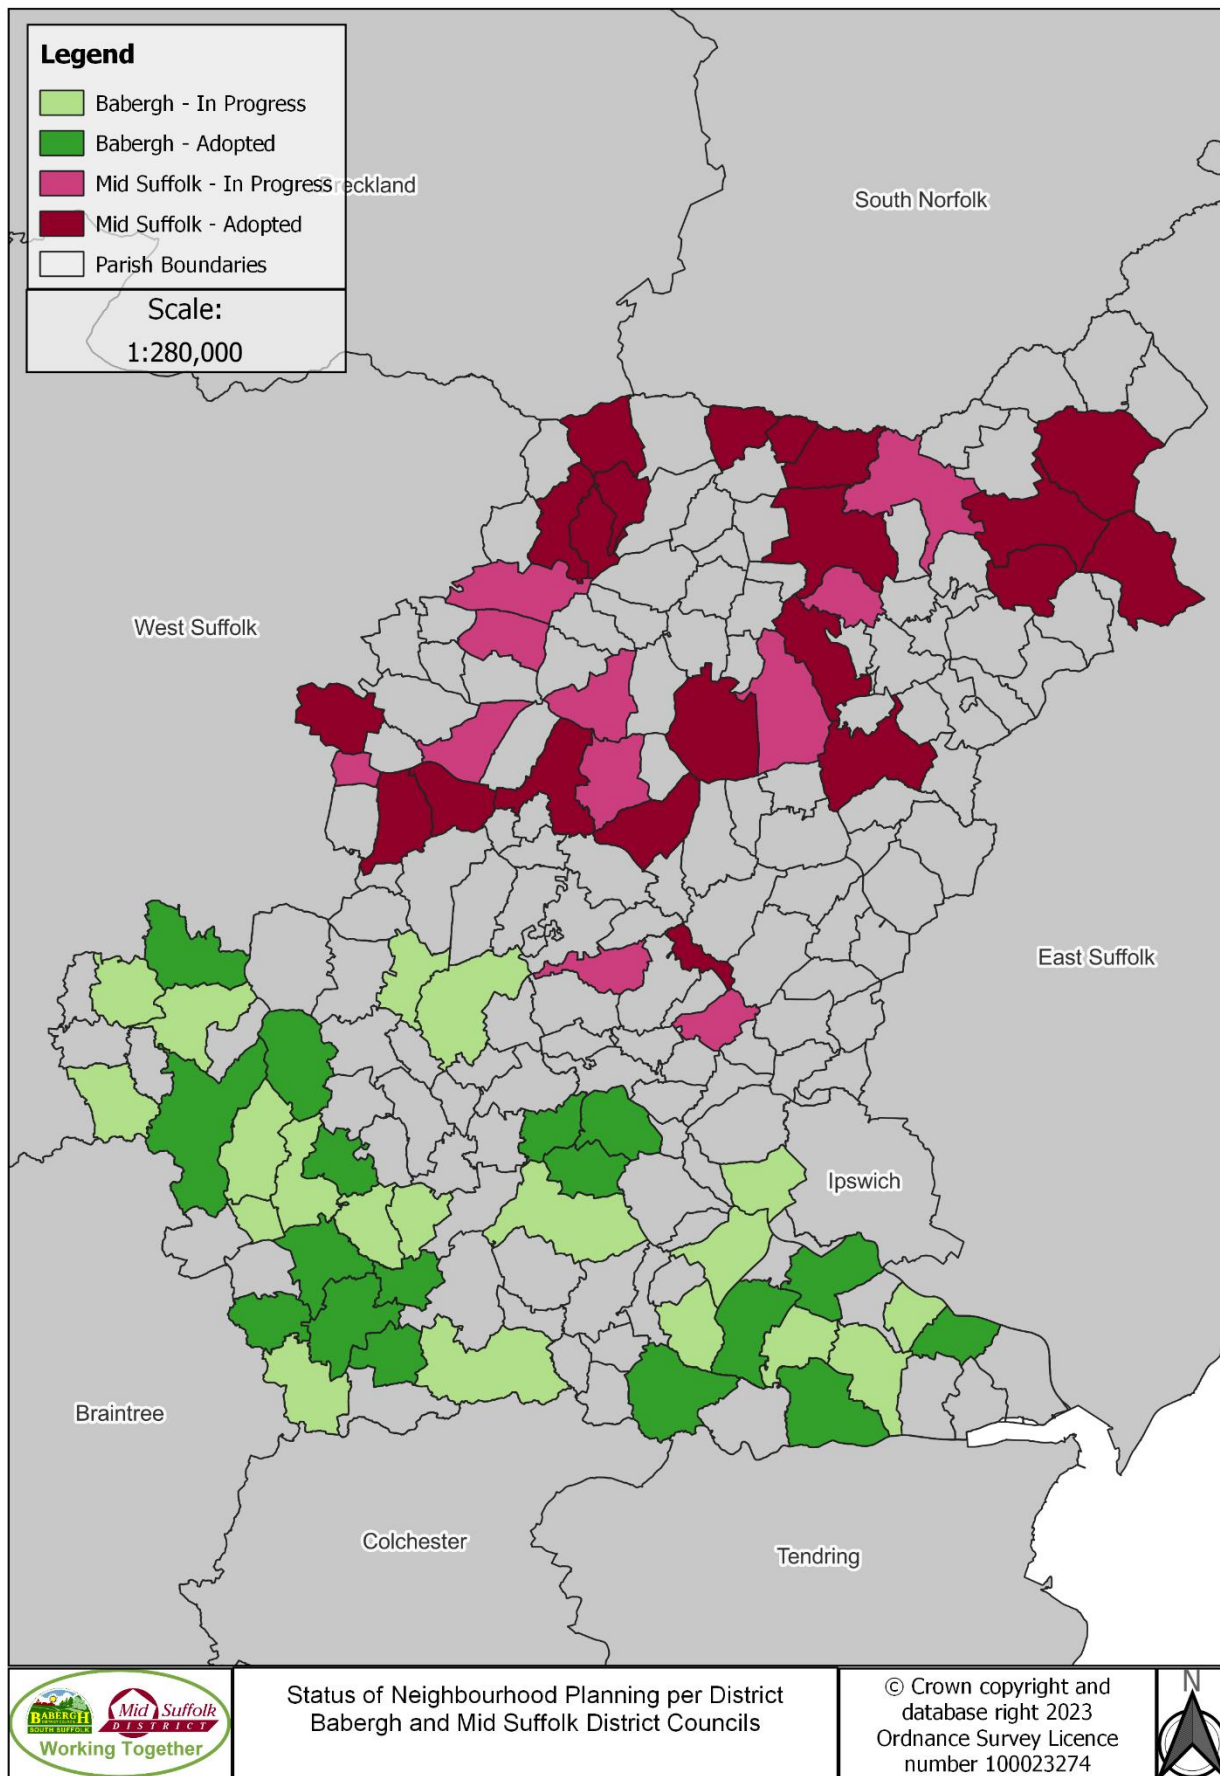 Legend
Babergh - In Progress
Babergh - Adopted
Mid Suffolk - In Progress
Mid Suffolk - Adopted
Parish Boundaries
Scale:
1:280,000
South Norfolk
West Suffolk
East Suffolk
Ipswich
Braintree
Colchester
Tendring
BABERGH
DISTRICT COUNCIL
SOUTH SUFFOLK
Mid Suffolk
DISTRICT
Working Together
Status of Neighbourhood Planning per District
Babergh and Mid Suffolk District Councils
© Crown copyright and
database right 2023
Ordnance Survey Licence
number 100023274
N